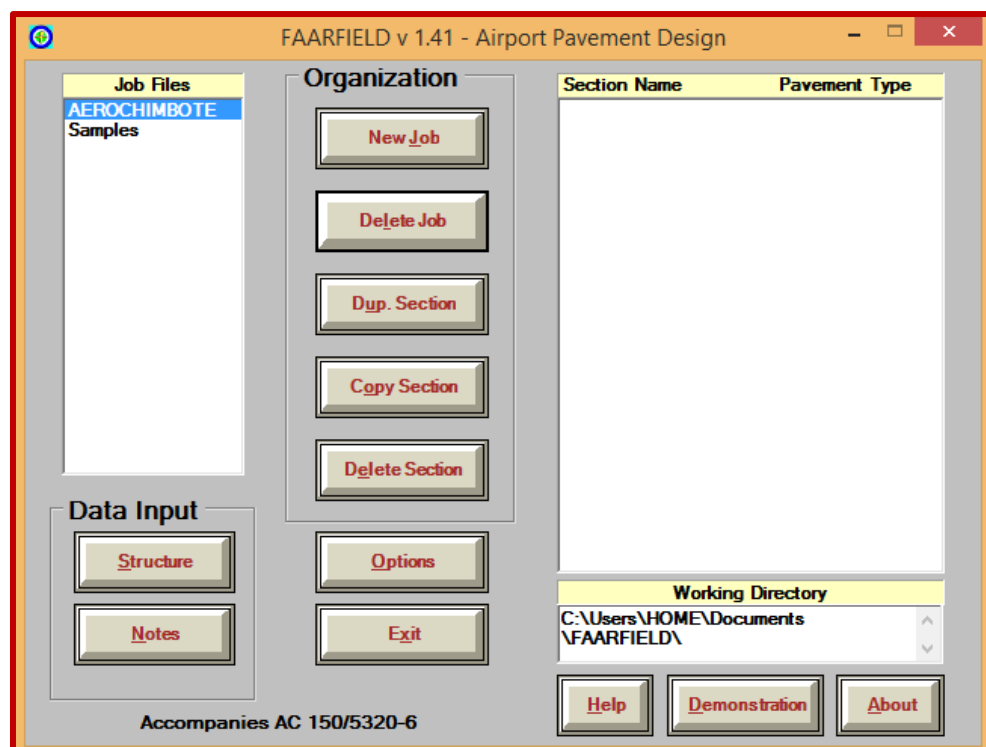 FAARFIELD v 1.41 - Airport Pavement Design
Job Files
AEROCHIMBOTE
Samples
Organization
New Job
Delete Job
Dup. Section
Copy Section
Delete Section
Data Input
Structure
Notes
Options
Exit
Section Name Pavement Type
Working Directory
C:\Users\HOME\Documents
\FAARFIELD\
Help Demonstration About
Accompanies AC 150/5320-6